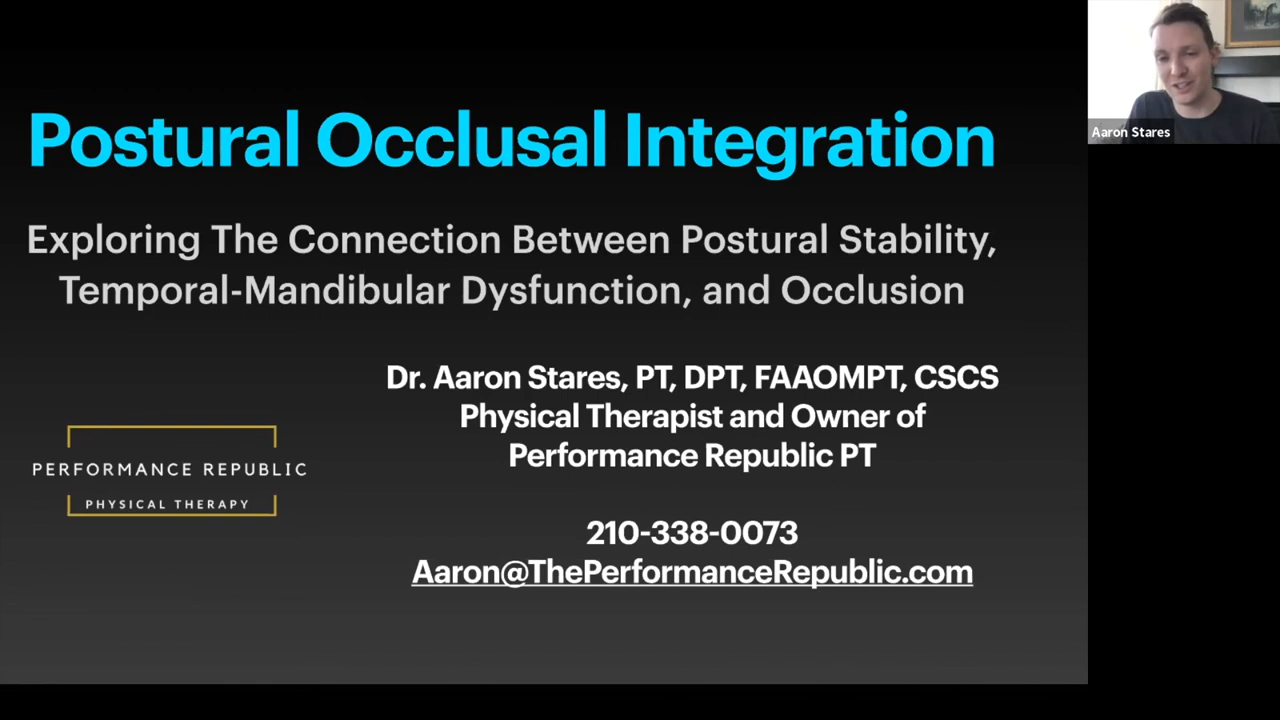 Postural Occlusal Integration
Exploring The Connection Between Postural Stability,
Temporal-Mandibular Dysfunction, and Occlusion
Dr. Aaron Stares, PT, DPT, FAAOMPT, CSCS
Physical Therapist and Owner of
Performance Republic PT
210-338-0073
Aaron@ThePerformanceRepublic.com
PERFORMANCE REPUBLIC
PHYSICAL THERAPY
Aaron Stares